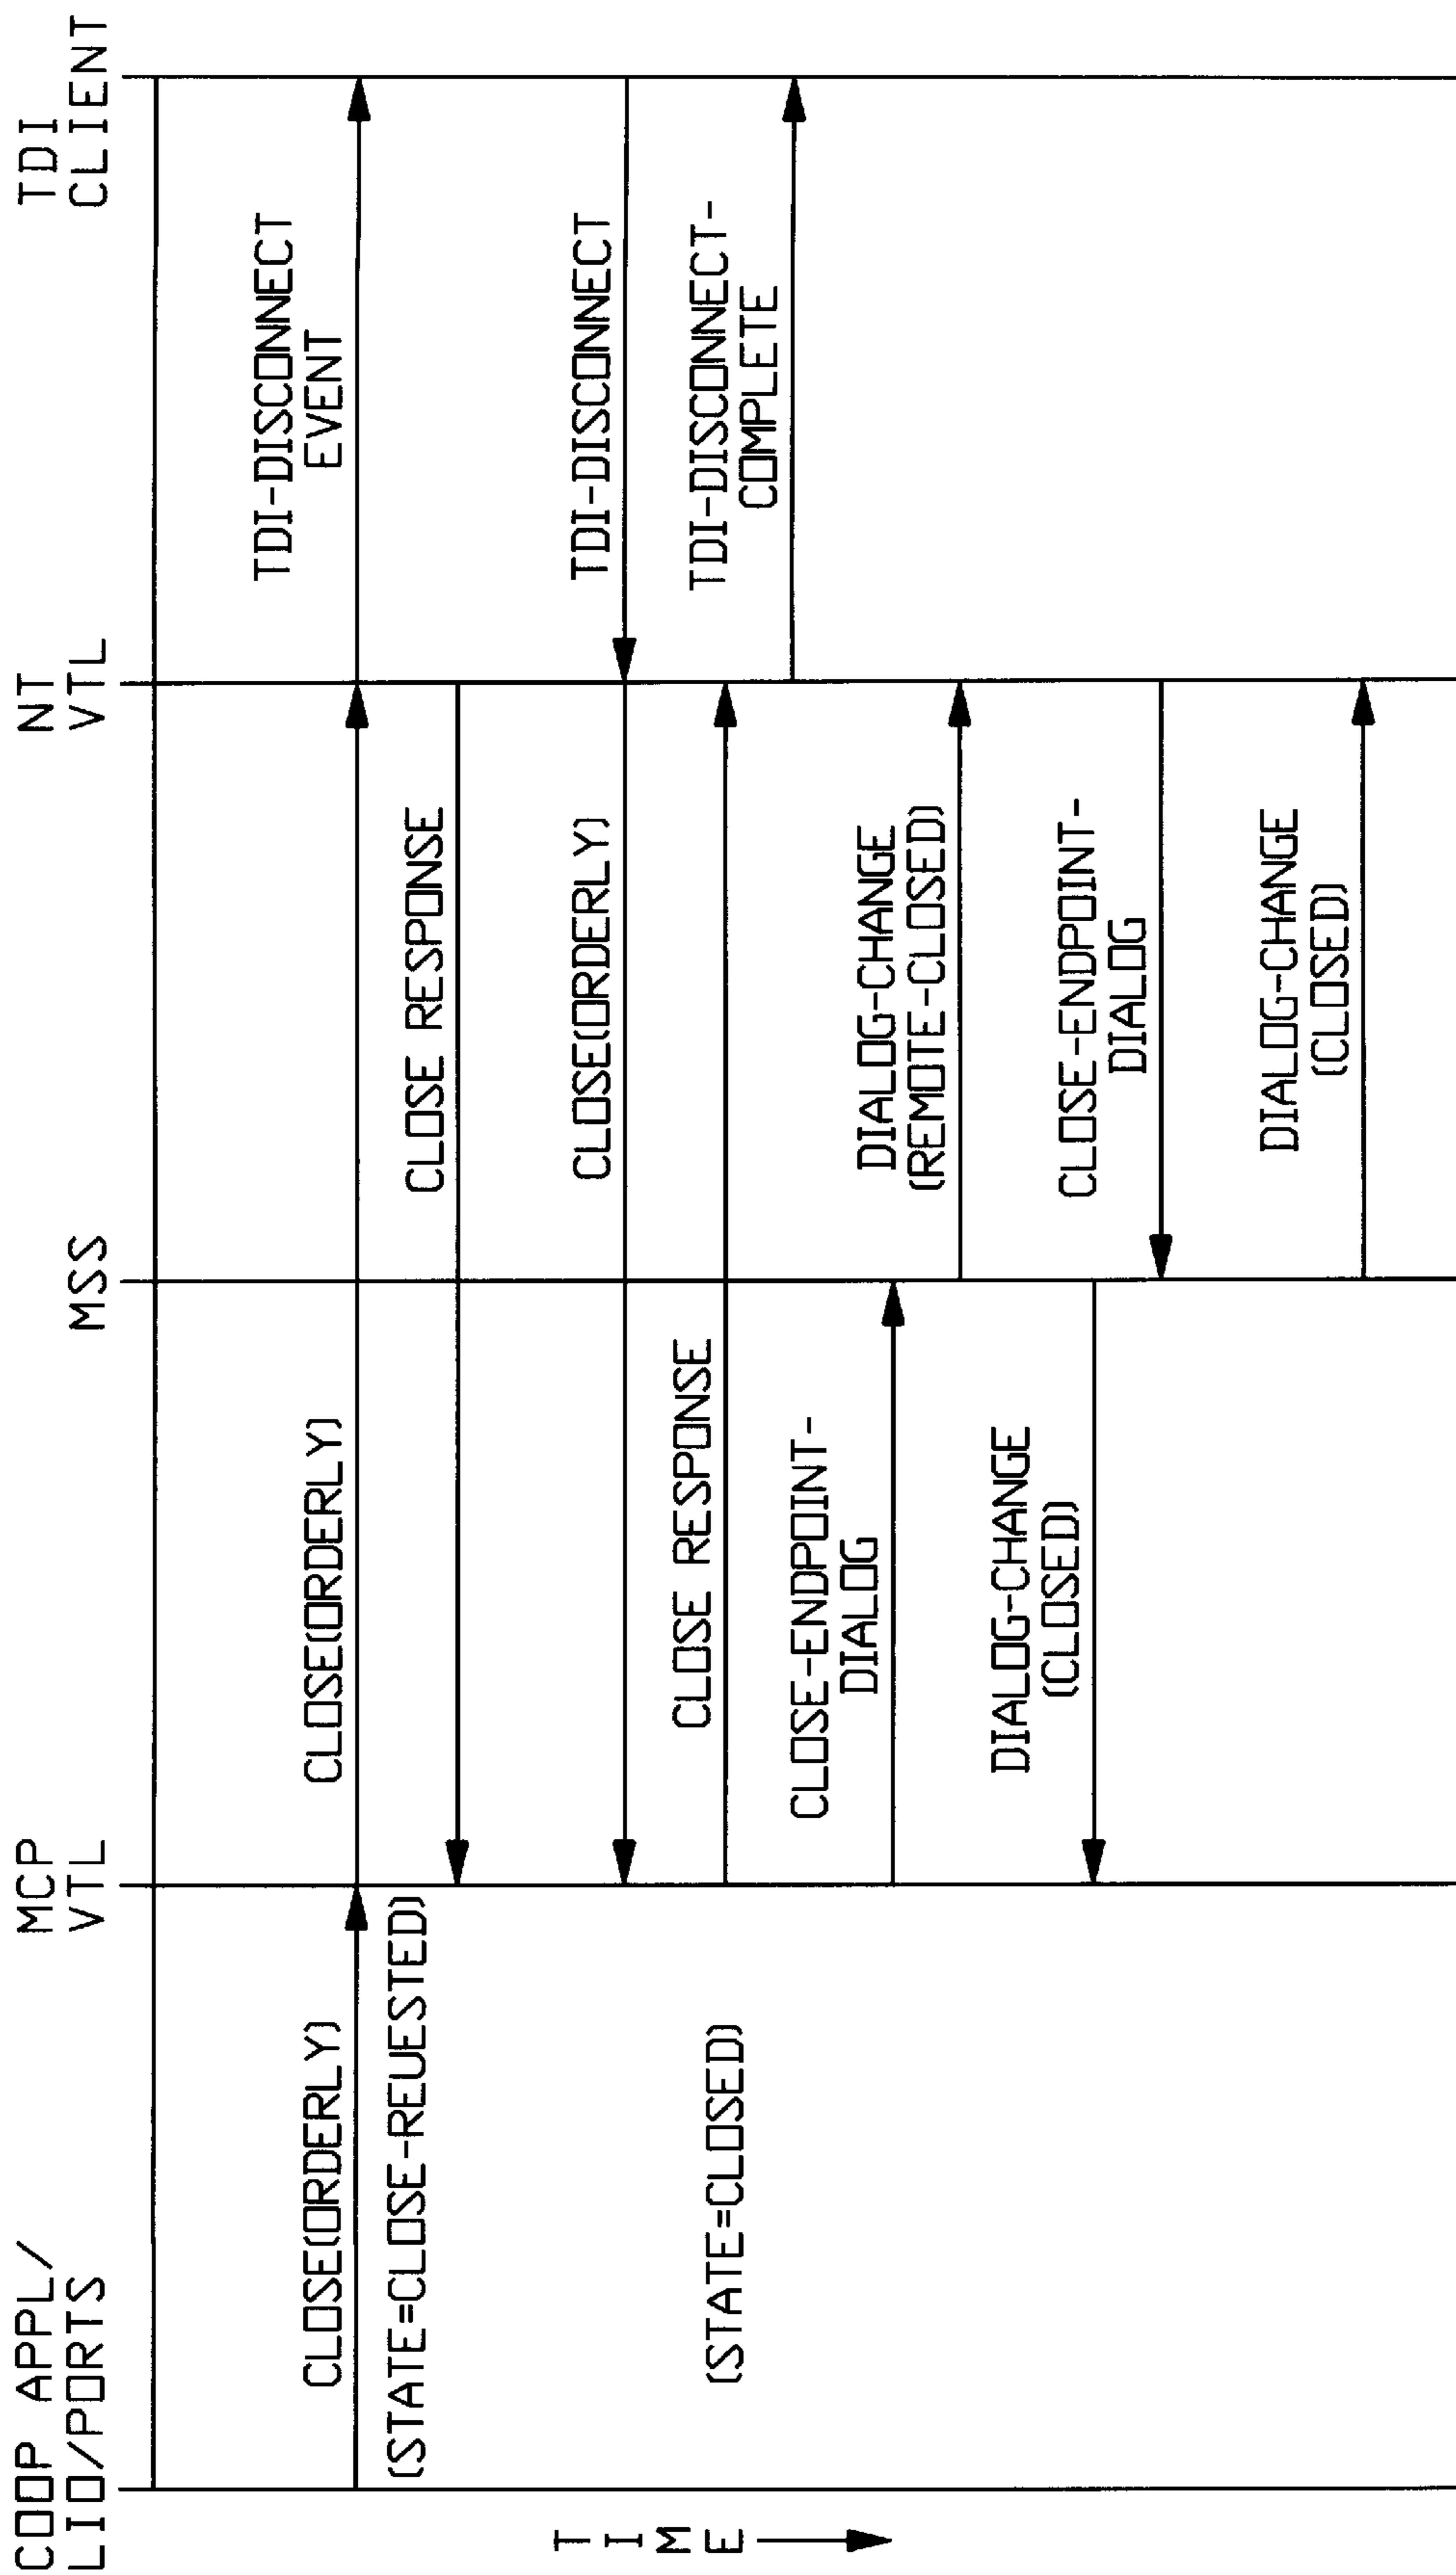 COOP APPL/
LIO/PORTS
MCP
VTL
MSS
NT
VTL
TDI
CLIENT
TDI-DISCONNECT
EVENT
CLOSE(ORDERLY)
CLOSE(ORDERLY)
(STATE=CLOSE-REUESTED)
CLOSE RESPONSE
TDI-DISCONNECT
CLOSE(ORDERLY)
TIME
CLOSE RESPONSE
(STATE=CLOSED)
TDI-DISCONNECT-
COMPLETE
CLOSE-ENDPOINT-
DIALOG
DIALOG-CHANGE
(REMOTE-CLOSED)
DIALOG-CHANGE
(CLOSED)
CLOSE-ENDPOINT-
DIALOG
DIALOG-CHANGE
(CLOSED)